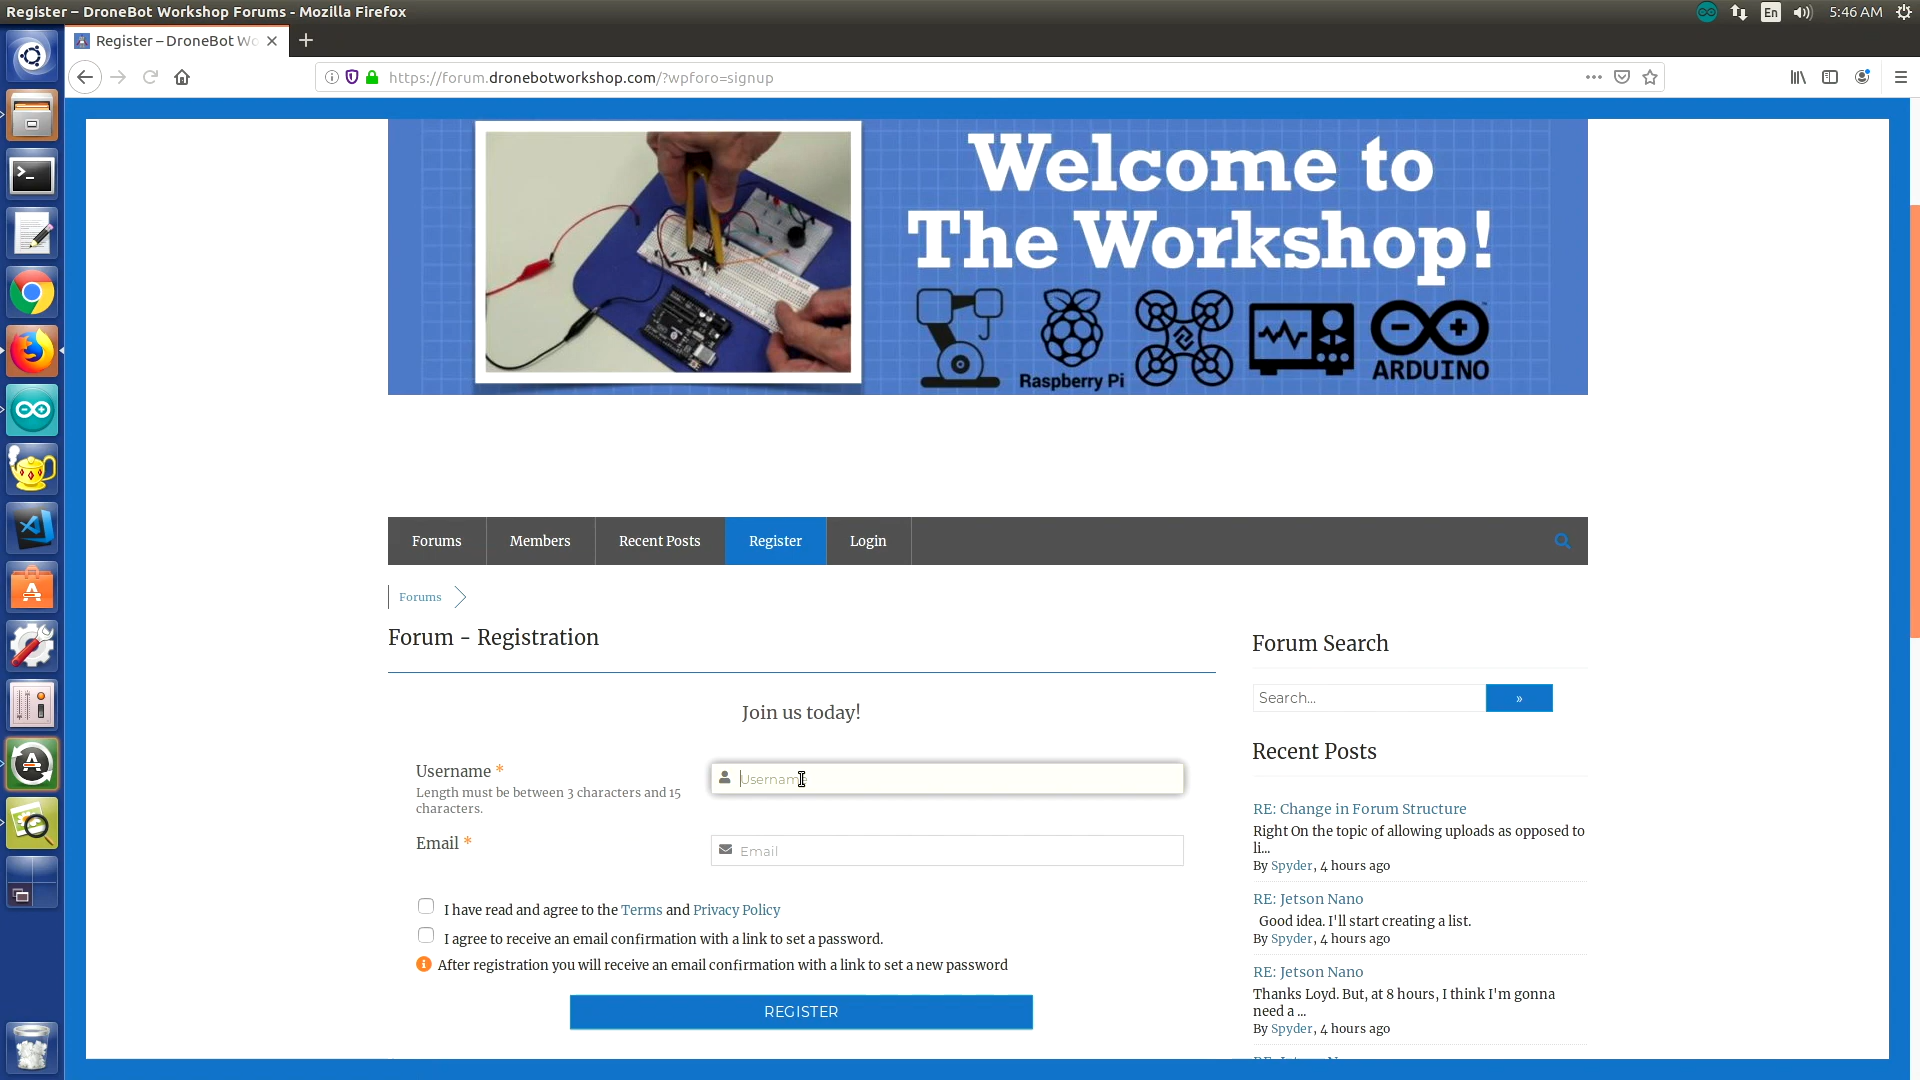 Register – DroneBot Workshop Forums - Mozilla Firefox
En
5:46 AM
Register – DroneBot Wo
https://forum.dronebotworkshop.com/?wpforo=signup
Welcome to
The Workshop!
Raspberry Pi
ARDUINO
Forums
Members
Recent Posts
Register
Login
Forums
Forum - Registration
Join us today!
Username *
Length must be between 3 characters and 15
characters.
Username
Email *
Email
I have read and agree to the Terms and Privacy Policy
I agree to receive an email confirmation with a link to set a password.
After registration you will receive an email confirmation with a link to set a new password
REGISTER
Forum Search
Search...
»
Recent Posts
RE: Change in Forum Structure
Right On the topic of allowing uploads as opposed to
li...
By Spyder, 4 hours ago
RE: Jetson Nano
Good idea. I'll start creating a list.
By Spyder, 4 hours ago
RE: Jetson Nano
Thanks Loyd. But, at 8 hours, I think I'm gonna
need a ...
By Spyder, 4 hours ago